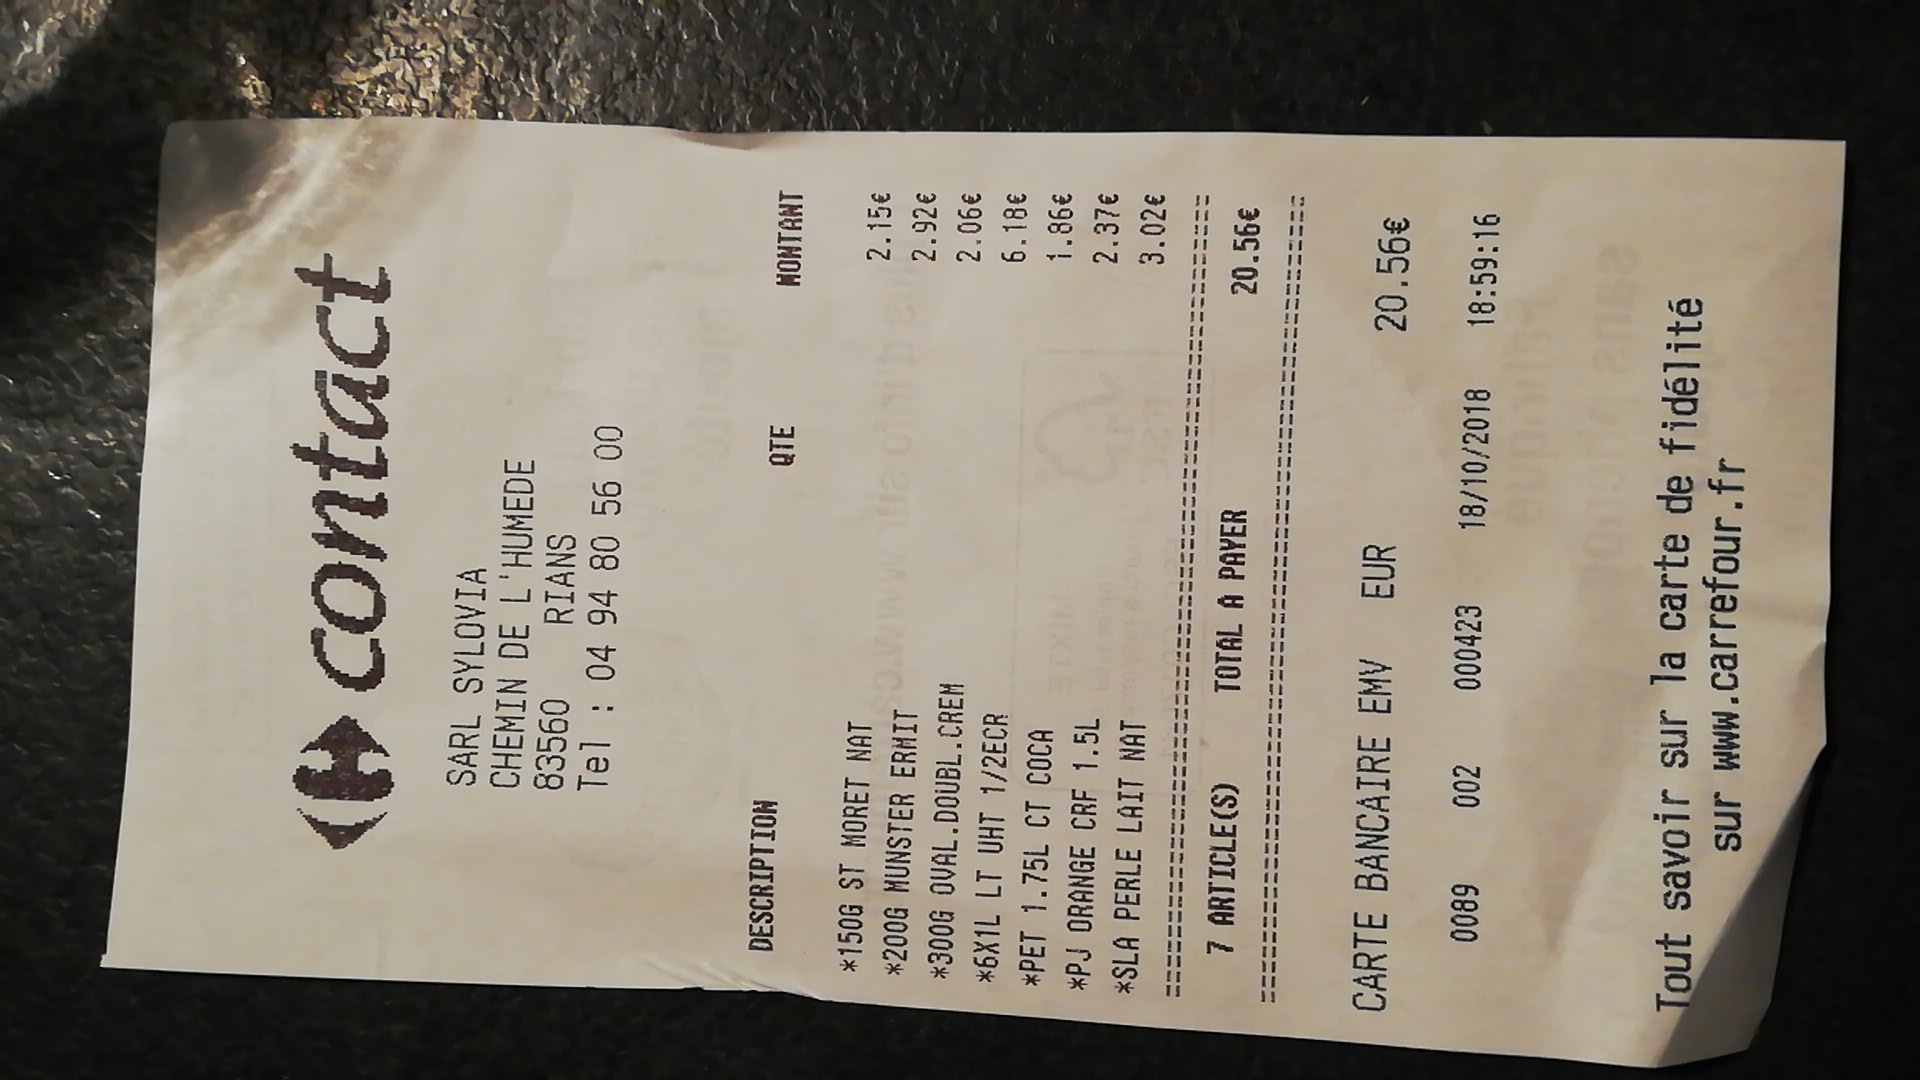 contact
SARL SYLOVIA
CHEMIN DE L'HUMEDE
83560 RIANS
Tel : 04 94 80 56 00
DESCRIPTION QTE MONTANT
*150G ST MORET NAT 2.15€
*200G MUNSTER ERMIT 2.92€
*300G OVAL.DOUBL.CREM 2.06€
*6X1L LT UHT 1/2ECR 6.18€
*PET 1.75L CT COCA 1.86€
*PJ ORANGE CRF 1.5L 2.37€
*SLA PERLE LAIT NAT 3.02€
7 ARTICLE(S) TOTAL A PAYER 20.56€
CARTE BANCAIRE EMV EUR 20.56€
0089 002 000423 18/10/2018 18:59:16
Tout savoir sur la carte de fidélité
sur www.carrefour.fr